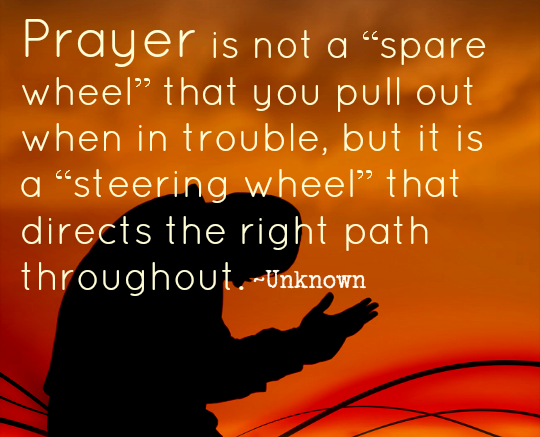 Prayer is not a “spare
wheel” that you pull out
when in trouble, but it is
a “steering wheel” that
directs the right path
throughout.~Unknown